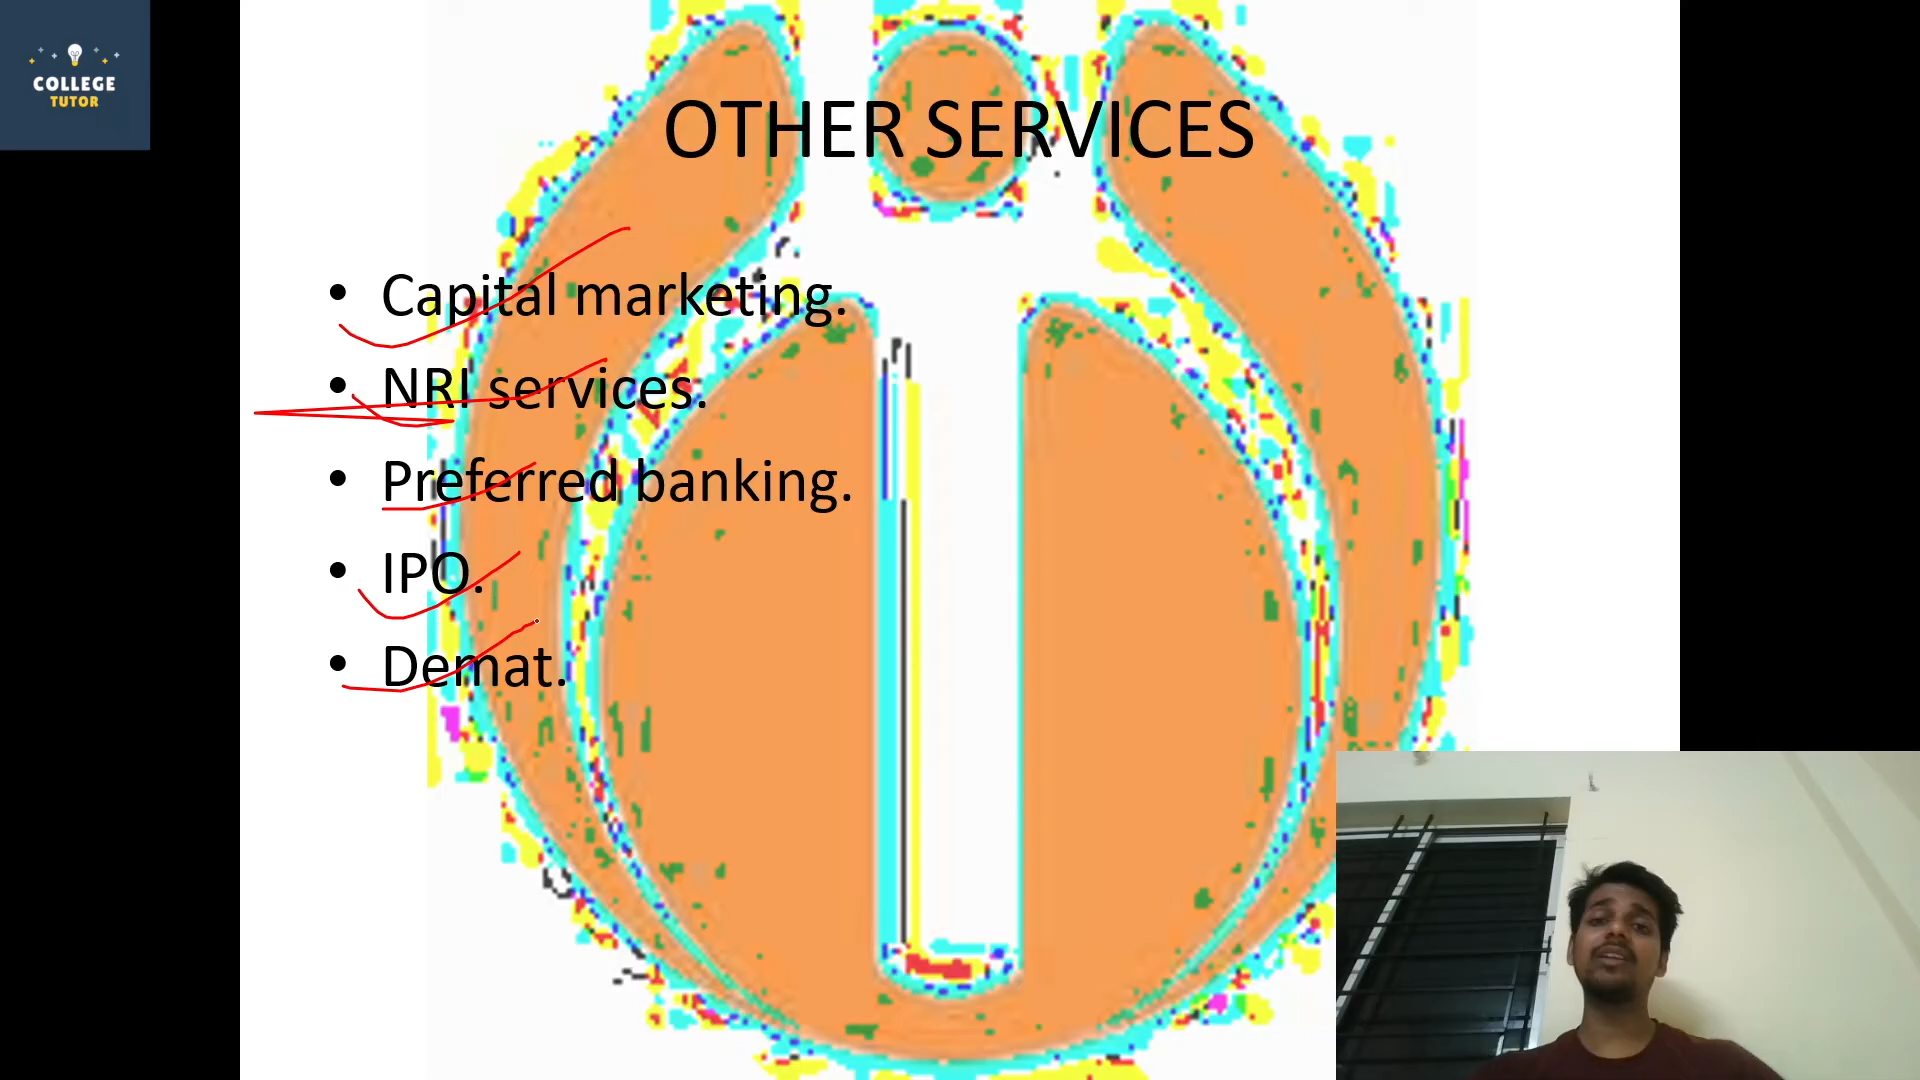 COLLEGE
TUTOR
OTHER SERVICES
• Capital marketing.
• NRI services.
• Preferred banking.
• IPO.
• Demat.